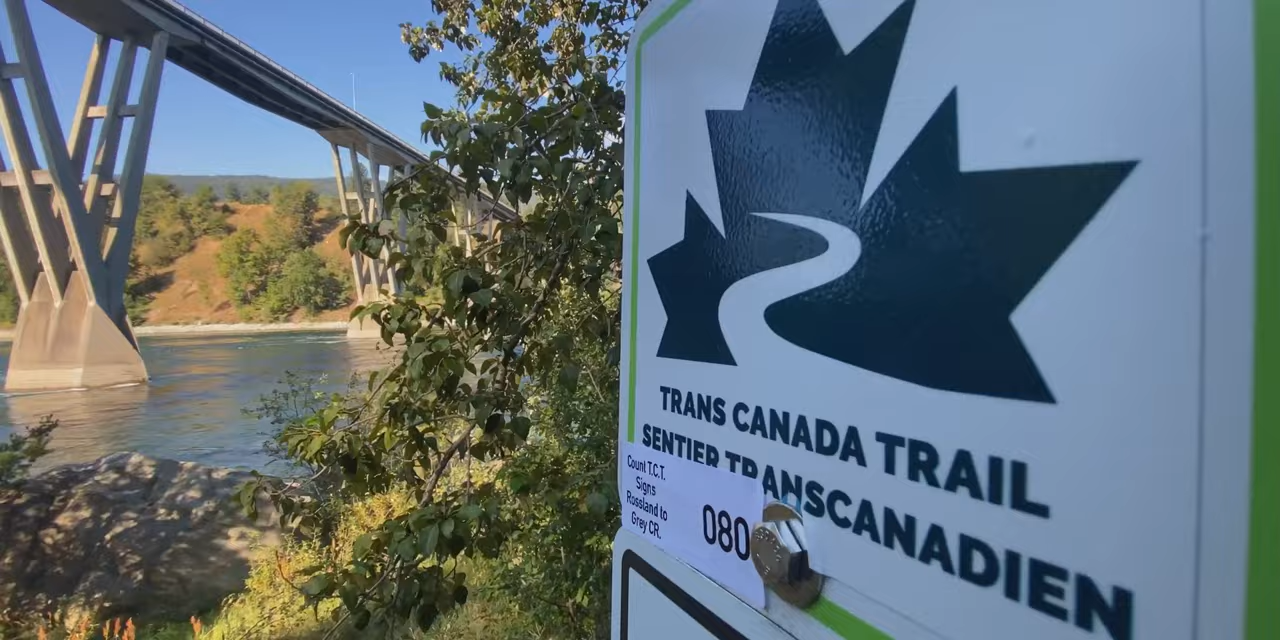 TRANS CANADA TRAIL
SENTIER TRANSCANADIEN
Count T.C.T.
Signs
Rossland to
Grey CR.
080